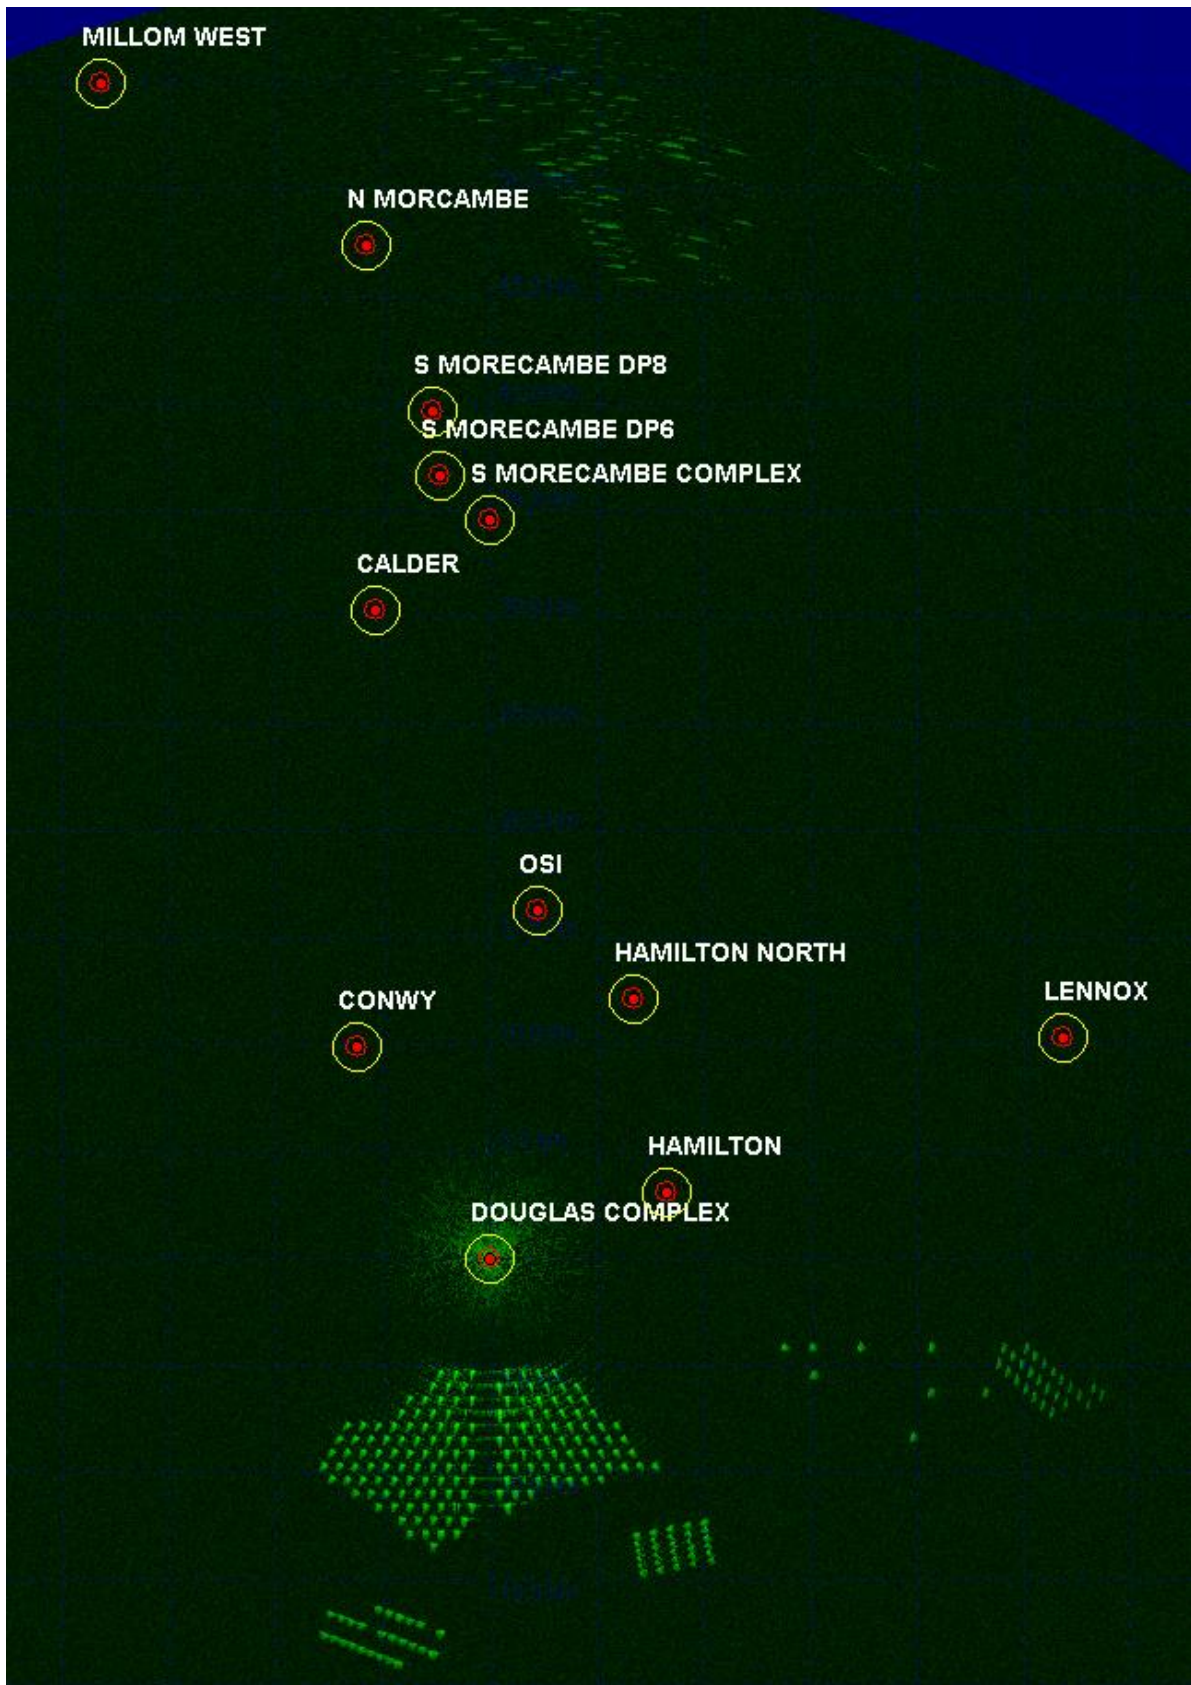 MILLOM WEST
N MORCAMBE
S MORECAMBE DP8
S MORECAMBE DP6
S MORECAMBE COMPLEX
CALDER
OSI
HAMILTON NORTH
LENNOX
CONWY
HAMILTON
DOUGLAS COMPLEX